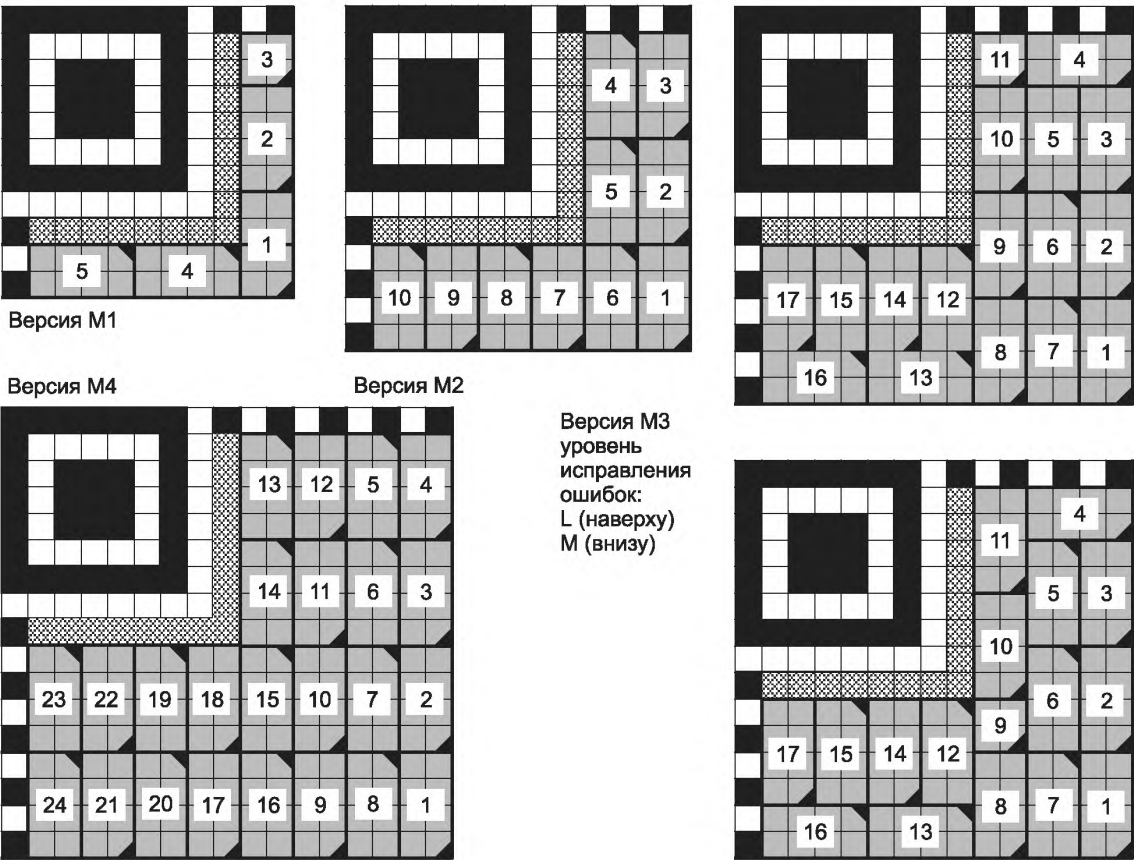 3
2
1
5 4
Версия M1
4 3
5 2
10 9 8 7 6 1
Версия M2
11 4
10 5 3
9 6 2
17 15 14 12
8 7 1
16 13
Версия M4
13 12 5 4
14 11 6 3
23 22 19 18 15 10 7 2
24 21 20 17 16 9 8 1
Версия M3
уровень
исправления
ошибок:
L (наверху)
M (внизу)
4
11
5 3
10
6 2
9
17 15 14 12
8 7 1
16 13